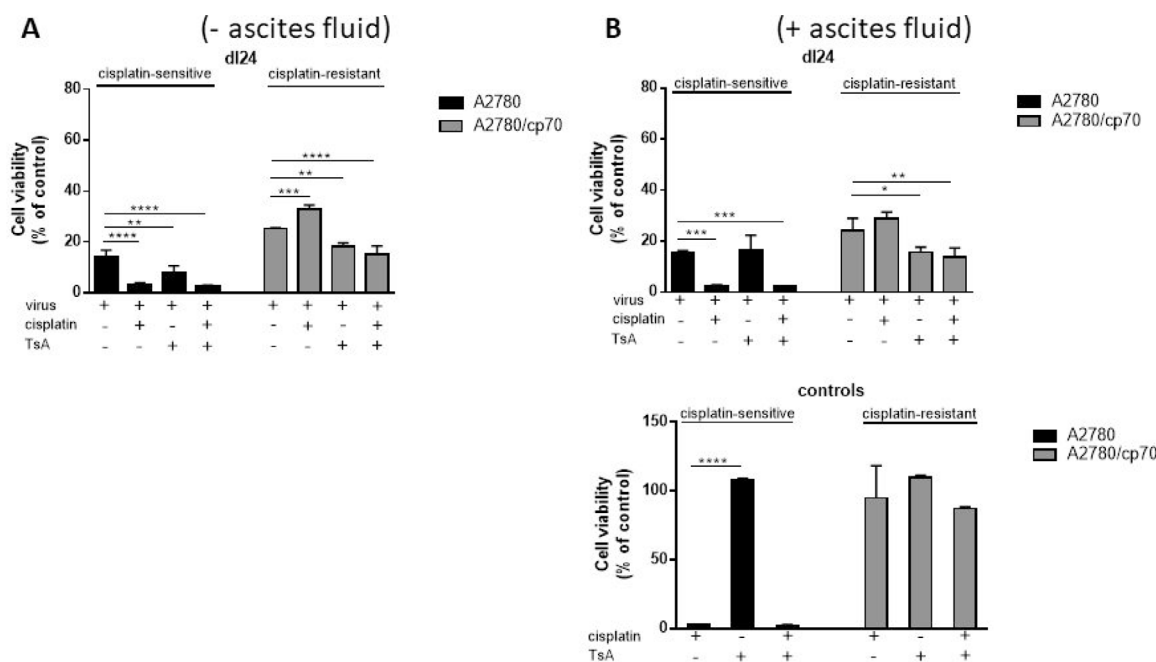 A (- ascites fluid)
dl24
cisplatin-sensitive cisplatin-resistant
80
60
40
20
0
Cell viability
(% of control)
**** ** ****
*** ** ****
A2780
A2780/cp70
virus + + + + + + + +
cisplatin - + - + - + - +
TsA - - + + - - + +
B (+ ascites fluid)
dl24
cisplatin-sensitive cisplatin-resistant
80
60
40
20
0
Cell viability
(% of control)
*** ***
* **
A2780
A2780/cp70
virus + + + + + + + +
cisplatin - + - + - + - +
TsA - - + + - - + +
controls
cisplatin-sensitive cisplatin-resistant
150
100
50
0
Cell viability
(% of control)
****
A2780
A2780/cp70
cisplatin + - + + - +
TsA - + + - + +